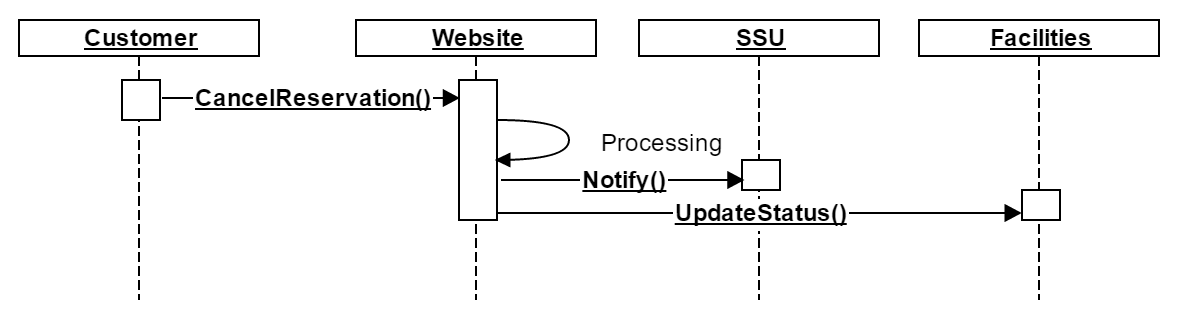 Customer
Website
SSU
Facilities
CancelReservation()
Processing
Notify()
UpdateStatus()